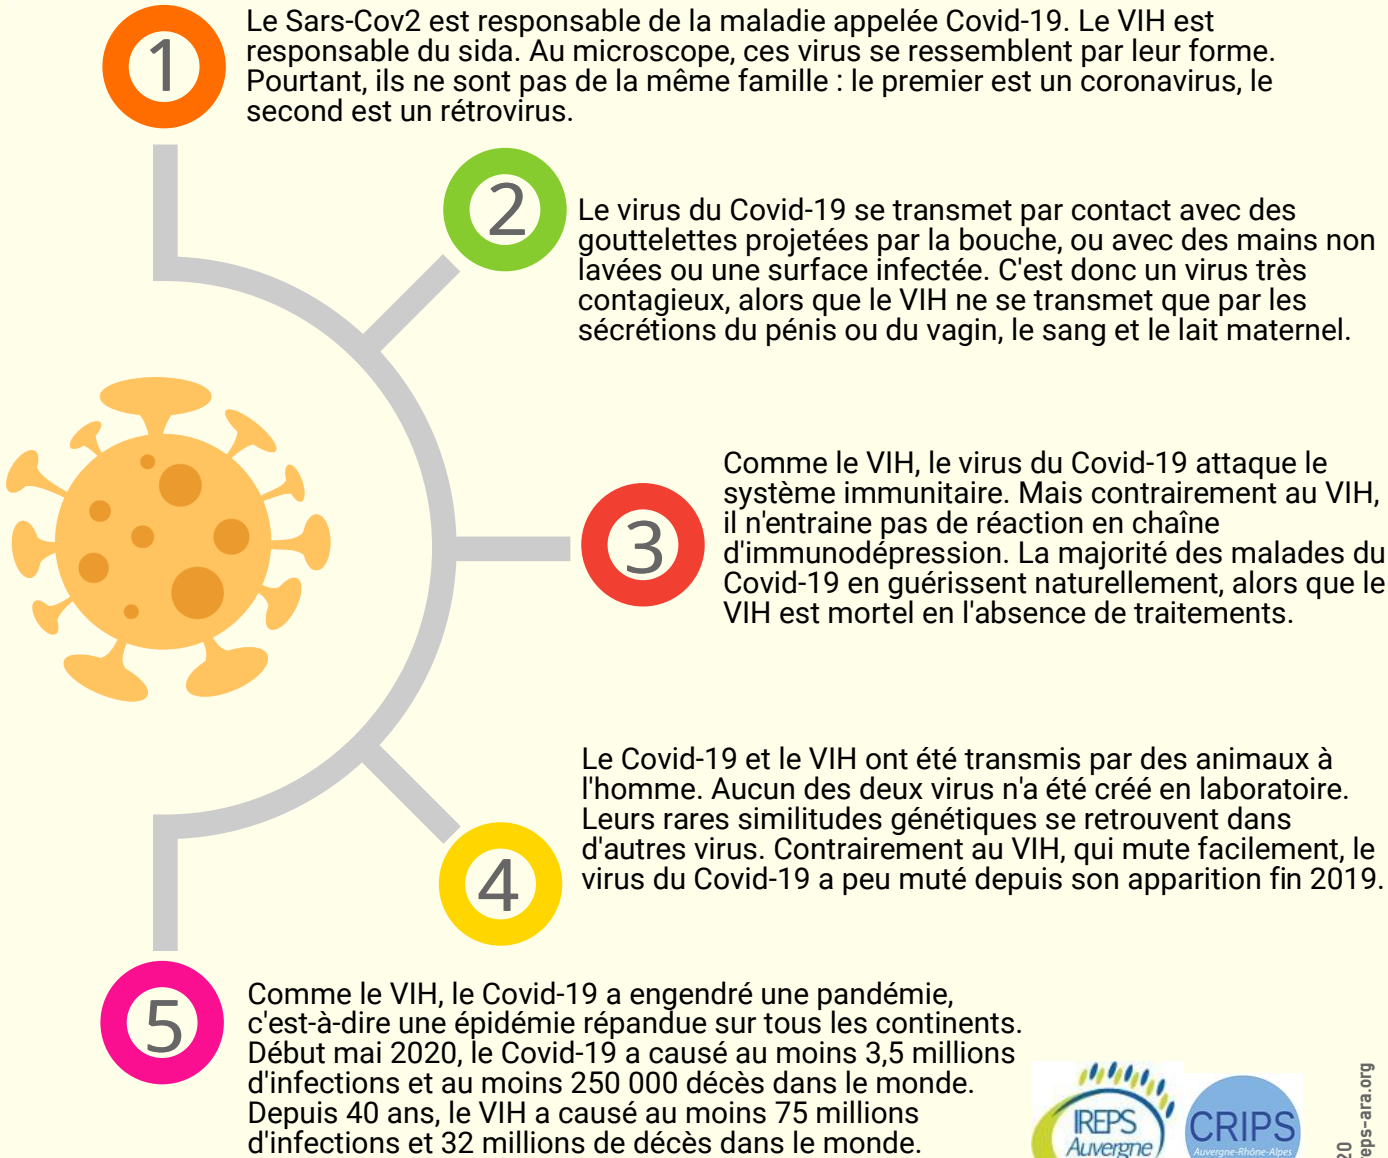 1
Le Sars-Cov2 est responsable de la maladie appelée Covid-19. Le VIH est
responsable du sida. Au microscope, ces virus se ressemblent par leur forme.
Pourtant, ils ne sont pas de la même famille : le premier est un coronavirus, le
second est un rétrovirus.
2
Le virus du Covid-19 se transmet par contact avec des
gouttelettes projetées par la bouche, ou avec des mains non
lavées ou une surface infectée. C'est donc un virus très
contagieux, alors que le VIH ne se transmet que par les
sécrétions du pénis ou du vagin, le sang et le lait maternel.
3
Comme le VIH, le virus du Covid-19 attaque le
système immunitaire. Mais contrairement au VIH,
il n'entraine pas de réaction en chaîne
d'immunodépression. La majorité des malades du
Covid-19 en guérissent naturellement, alors que le
VIH est mortel en l'absence de traitements.
4
Le Covid-19 et le VIH ont été transmis par des animaux à
l'homme. Aucun des deux virus n'a été créé en laboratoire.
Leurs rares similitudes génétiques se retrouvent dans
d'autres virus. Contrairement au VIH, qui mute facilement, le
virus du Covid-19 a peu muté depuis son apparition fin 2019.
5
Comme le VIH, le Covid-19 a engendré une pandémie,
c'est-à-dire une épidémie répandue sur tous les continents.
Début mai 2020, le Covid-19 a causé au moins 3,5 millions
d'infections et au moins 250 000 décès dans le monde.
Depuis 40 ans, le VIH a causé au moins 75 millions
d'infections et 32 millions de décès dans le monde.
IREPS
Auvergne
CRIPS
Auvergne-Rhône-Alpes
20
eps-ara.org